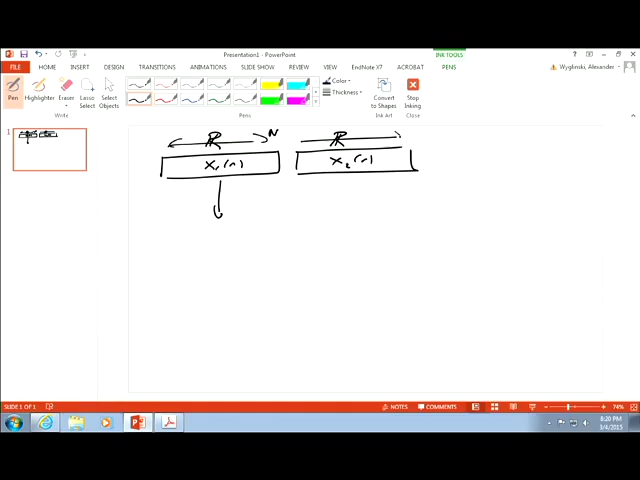 Presentation1 - PowerPoint
INK TOOLS
FILE HOME INSERT DESIGN TRANSITIONS ANIMATIONS SLIDE SHOW REVIEW VIEW EndNote X7 ACROBAT PENS
Wyglinski, Alexander
Pen Highlighter Eraser Lasso Select Select Objects
Color
Thickness
Convert to Shapes
Stop Inking
Write Pens Ink Art Close
1
R N R
x₁(n) x₂(n)
SLIDE 1 OF 1
NOTES COMMENTS 74%
8:20 PM
3/4/2015